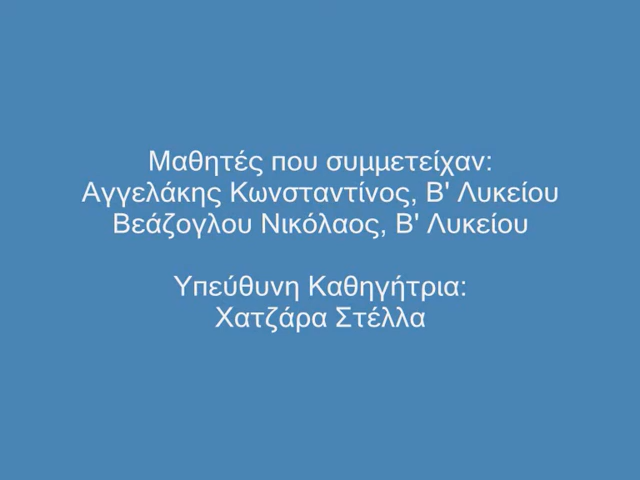 Μαθητές που συμμετείχαν:
Αγγελάκης Κωνσταντίνος, Β' Λυκείου
Βεάζογλου Νικόλαος, Β' Λυκείου
Υπεύθυνη Καθηγήτρια:
Χατζάρα Στέλλα